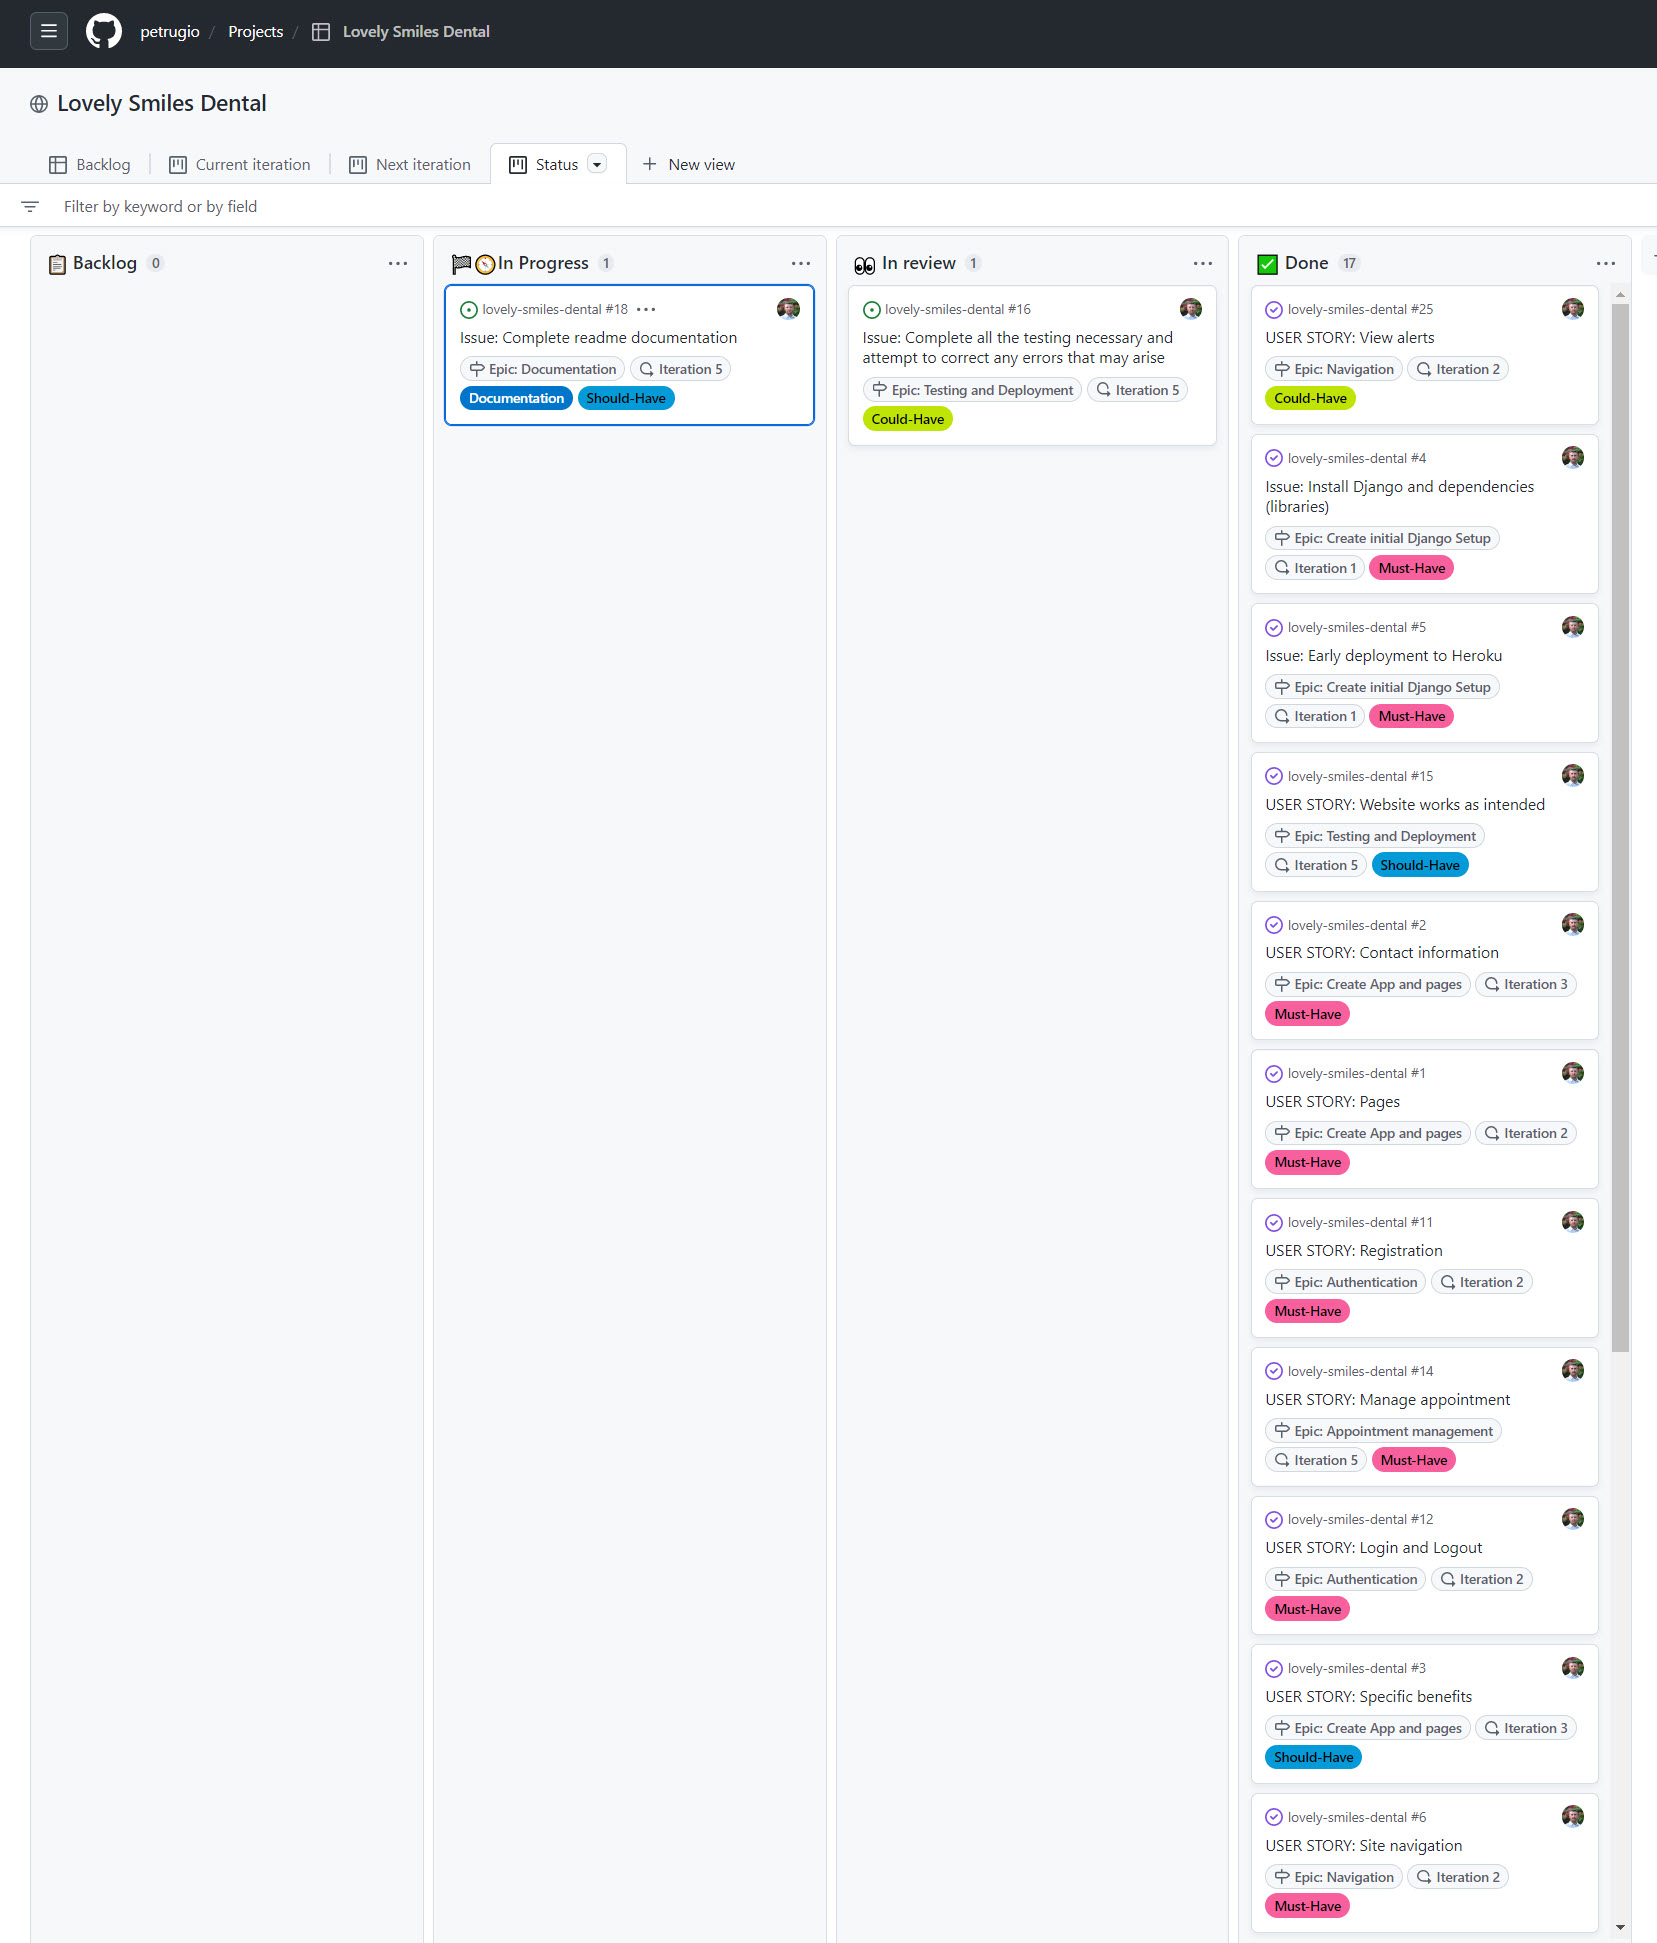 petrugio / Projects / Lovely Smiles Dental
Lovely Smiles Dental
Backlog
Current iteration
Next iteration
Status
New view
Filter by keyword or by field
Backlog 0
In Progress 1
lovely-smiles-dental #18
Issue: Complete readme documentation
Epic: Documentation
Iteration 5
Documentation
Should-Have
In review 1
lovely-smiles-dental #16
Issue: Complete all the testing necessary and
attempt to correct any errors that may arise
Epic: Testing and Deployment
Iteration 5
Could-Have
Done 17
lovely-smiles-dental #25
USER STORY: View alerts
Epic: Navigation
Iteration 2
Could-Have
lovely-smiles-dental #4
Issue: Install Django and dependencies
(libraries)
Epic: Create initial Django Setup
Iteration 1
Must-Have
lovely-smiles-dental #5
Issue: Early deployment to Heroku
Epic: Create initial Django Setup
Iteration 1
Must-Have
lovely-smiles-dental #15
USER STORY: Website works as intended
Epic: Testing and Deployment
Iteration 5
Should-Have
lovely-smiles-dental #2
USER STORY: Contact information
Epic: Create App and pages
Iteration 3
Must-Have
lovely-smiles-dental #1
USER STORY: Pages
Epic: Create App and pages
Iteration 2
Must-Have
lovely-smiles-dental #11
USER STORY: Registration
Epic: Authentication
Iteration 2
Must-Have
lovely-smiles-dental #14
USER STORY: Manage appointment
Epic: Appointment management
Iteration 5
Must-Have
lovely-smiles-dental #12
USER STORY: Login and Logout
Epic: Authentication
Iteration 2
Must-Have
lovely-smiles-dental #3
USER STORY: Specific benefits
Epic: Create App and pages
Iteration 3
Should-Have
lovely-smiles-dental #6
USER STORY: Site navigation
Epic: Navigation
Iteration 2
Must-Have